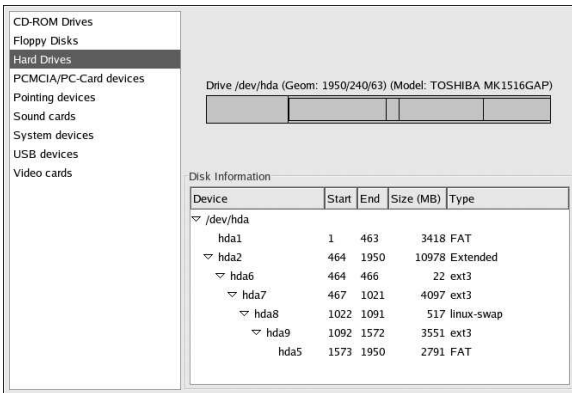 CD-ROM Drives
Floppy Disks
Hard Drives
PCMCIA/PC-Card devices
Pointing devices
Sound cards
System devices
USB devices
Video cards
Drive /dev/hda (Geom: 1950/240/63) (Model: TOSHIBA MK1516GAP)
Disk Information
Device Start End Size (MB) Type
/dev/hda
hda1 1 463 3418 FAT
hda2 464 1950 10978 Extended
hda6 464 466 22 ext3
hda7 467 1021 4097 ext3
hda8 1022 1091 517 linux-swap
hda9 1092 1572 3551 ext3
hda5 1573 1950 2791 FAT